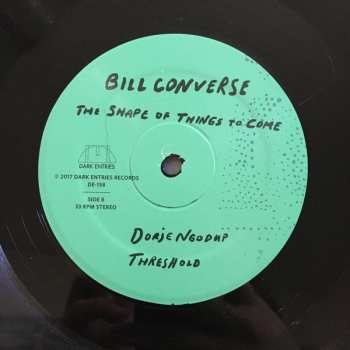 BILL CONVERSE
THE SHAPE OF THINGS TO COME
DARK ENTRIES
℗ 2017 DARK ENTRIES RECORDS
DE-158
SIDE B
33 RPM STEREO
DORJE NGODUP
THRESHOLD